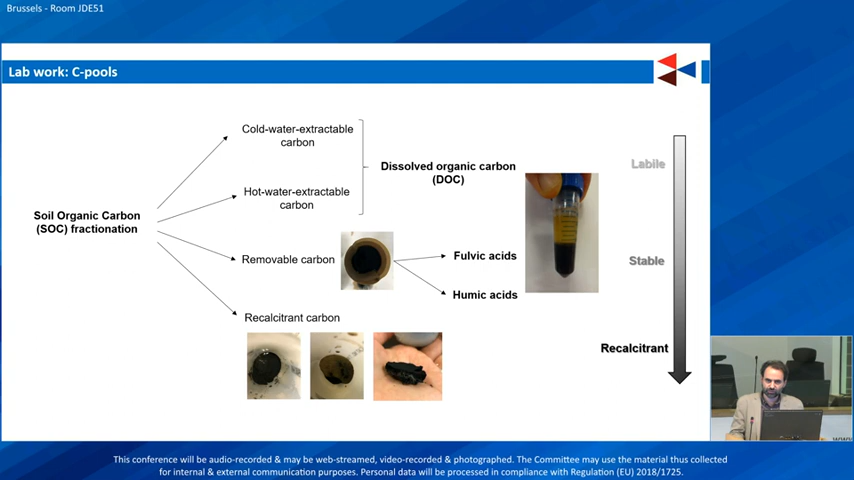 Brussels - Room JDE51
Lab work: C-pools
Cold-water-extractable
carbon
Dissolved organic carbon
(DOC)
Labile
Hot-water-extractable
carbon
Soil Organic Carbon
(SOC) fractionation
Removable carbon
Fulvic acids
Stable
Humic acids
Recalcitrant carbon
Recalcitrant
This conference will be audio-recorded & may be web-streamed, video-recorded & photographed. The Committee may use the material thus collected
for internal & external communication purposes. Personal data will be processed in compliance with Regulation (EU) 2018/1725.